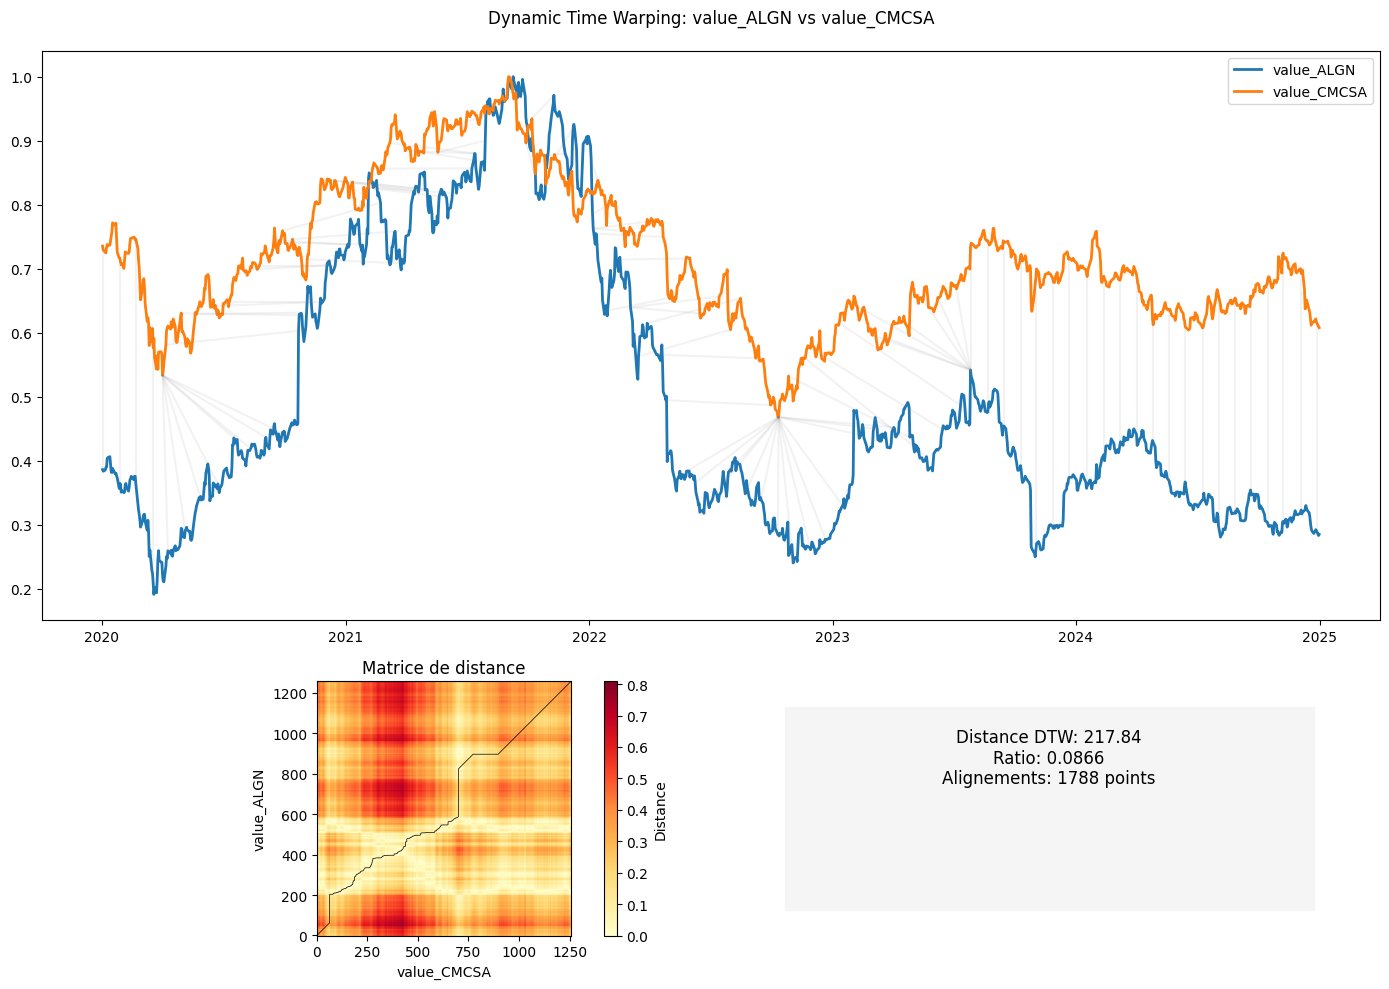 Dynamic Time Warping: value_ALGN vs value_CMCSA
value_ALGN
value_CMCSA
1.0
0.9
0.8
0.7
0.6
0.5
0.4
0.3
0.2
2020 2021 2022 2023 2024 2025
Matrice de distance
value_ALGN
1200
1000
800
600
400
200
0
0 250 500 750 1000 1250
value_CMCSA
0.8
0.7
0.6
0.5
0.4
0.3
0.2
0.1
0.0
Distance
Distance DTW: 217.84
Ratio: 0.0866
Alignements: 1788 points